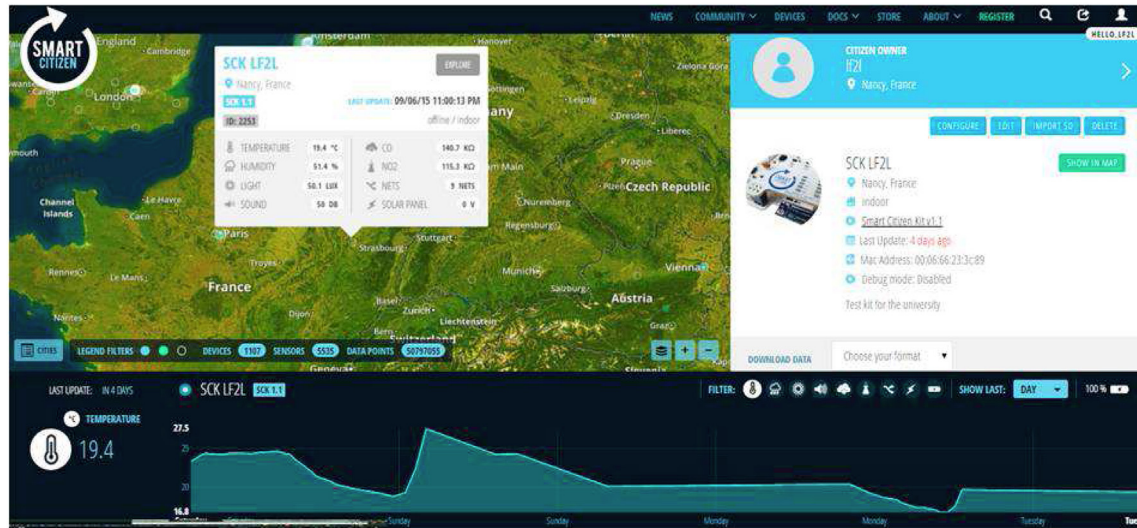 NEWS COMMUNITY DEVICES DOCS STORE ABOUT REGISTER
HELLO, LF2L
SMART
CITIZEN
England
Cambridge
London
Amsterdam
Hannover
Berlin
Zielona Gora
SCK LF2L
EXPLORE
Nancy, France
SCK 1.1
LAST UPDATE: 09/06/15 11:00:13 PM
ID: 2253
offline / indoor
TEMPERATURE 19.4 °C
CO 140.7 KΩ
HUMIDITY 51.4 %
NO2 115.3 KΩ
LIGHT 50.1 LUX
NETS 9 NETS
SOUND 50 DB
SOLAR PANEL 0 V
Leipzig
Dresden
Liberec
Prague
Plzen
Czech Republic
Channel
Islands
Le Havre
Caen
Paris
Nuremberg
Regensburg
Strasbourg
Stuttgart
Rennes
Le Mans
Troyes
France
Munich
Vienna
Salzburg
Austria
Nantes
Dijon
Basel
Zurich
Liechtenstein
Bern
Switzerland
Graz
Geneva
Slovenia
CITIZEN OWNER
lf2l
Nancy, France
CONFIGURE EDIT IMPORT SD DELETE
SCK LF2L
SHOW IN MAP
Nancy, France
indoor
Smart Citizen Kit v1.1
Last Update: 4 days ago
Mac Address: 00:06:66:23:3c:89
Debug mode: Disabled
Test kit for the university
DOWNLOAD DATA Choose your format
CITIES LEGEND FILTERS DEVICES 1107 SENSORS 5535 DATA POINTS 50797055
LAST UPDATE: IN 4 DAYS
SCK LF2L SCK 1.1
FILTER:
SHOW LAST: DAY
100 %
°C TEMPERATURE
19.4
27.5
25
20
16.8
Sunday Sunday Monday Monday Tuesday